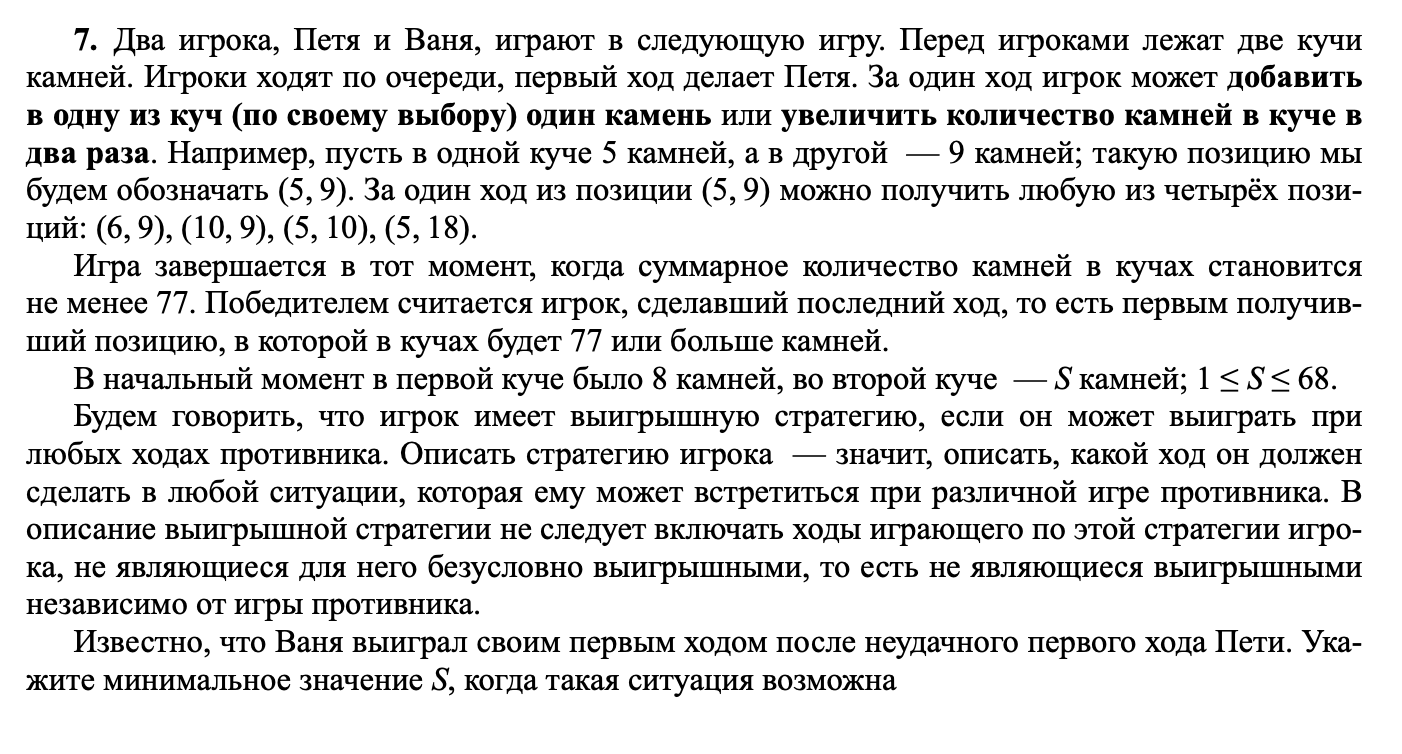 7. Два игрока, Петя и Ваня, играют в следующую игру. Перед игроками лежат две кучи
камней. Игроки ходят по очереди, первый ход делает Петя. За один ход игрок может добавить
в одну из куч (по своему выбору) один камень или увеличить количество камней в куче в
два раза. Например, пусть в одной куче 5 камней, а в другой — 9 камней; такую позицию мы
будем обозначать (5, 9). За один ход из позиции (5, 9) можно получить любую из четырёх пози-
ций: (6, 9), (10, 9), (5, 10), (5, 18).
Игра завершается в тот момент, когда суммарное количество камней в кучах становится
не менее 77. Победителем считается игрок, сделавший последний ход, то есть первым получив-
ший позицию, в которой в кучах будет 77 или больше камней.
В начальный момент в первой куче было 8 камней, во второй куче — S камней; 1 ≤ S ≤ 68.
Будем говорить, что игрок имеет выигрышную стратегию, если он может выиграть при
любых ходах противника. Описать стратегию игрока — значит, описать, какой ход он должен
сделать в любой ситуации, которая ему может встретиться при различной игре противника. В
описание выигрышной стратегии не следует включать ходы играющего по этой стратегии игро-
ка, не являющиеся для него безусловно выигрышными, то есть не являющиеся выигрышными
независимо от игры противника.
Известно, что Ваня выиграл своим первым ходом после неудачного первого хода Пети. Ука-
жите минимальное значение S, когда такая ситуация возможна